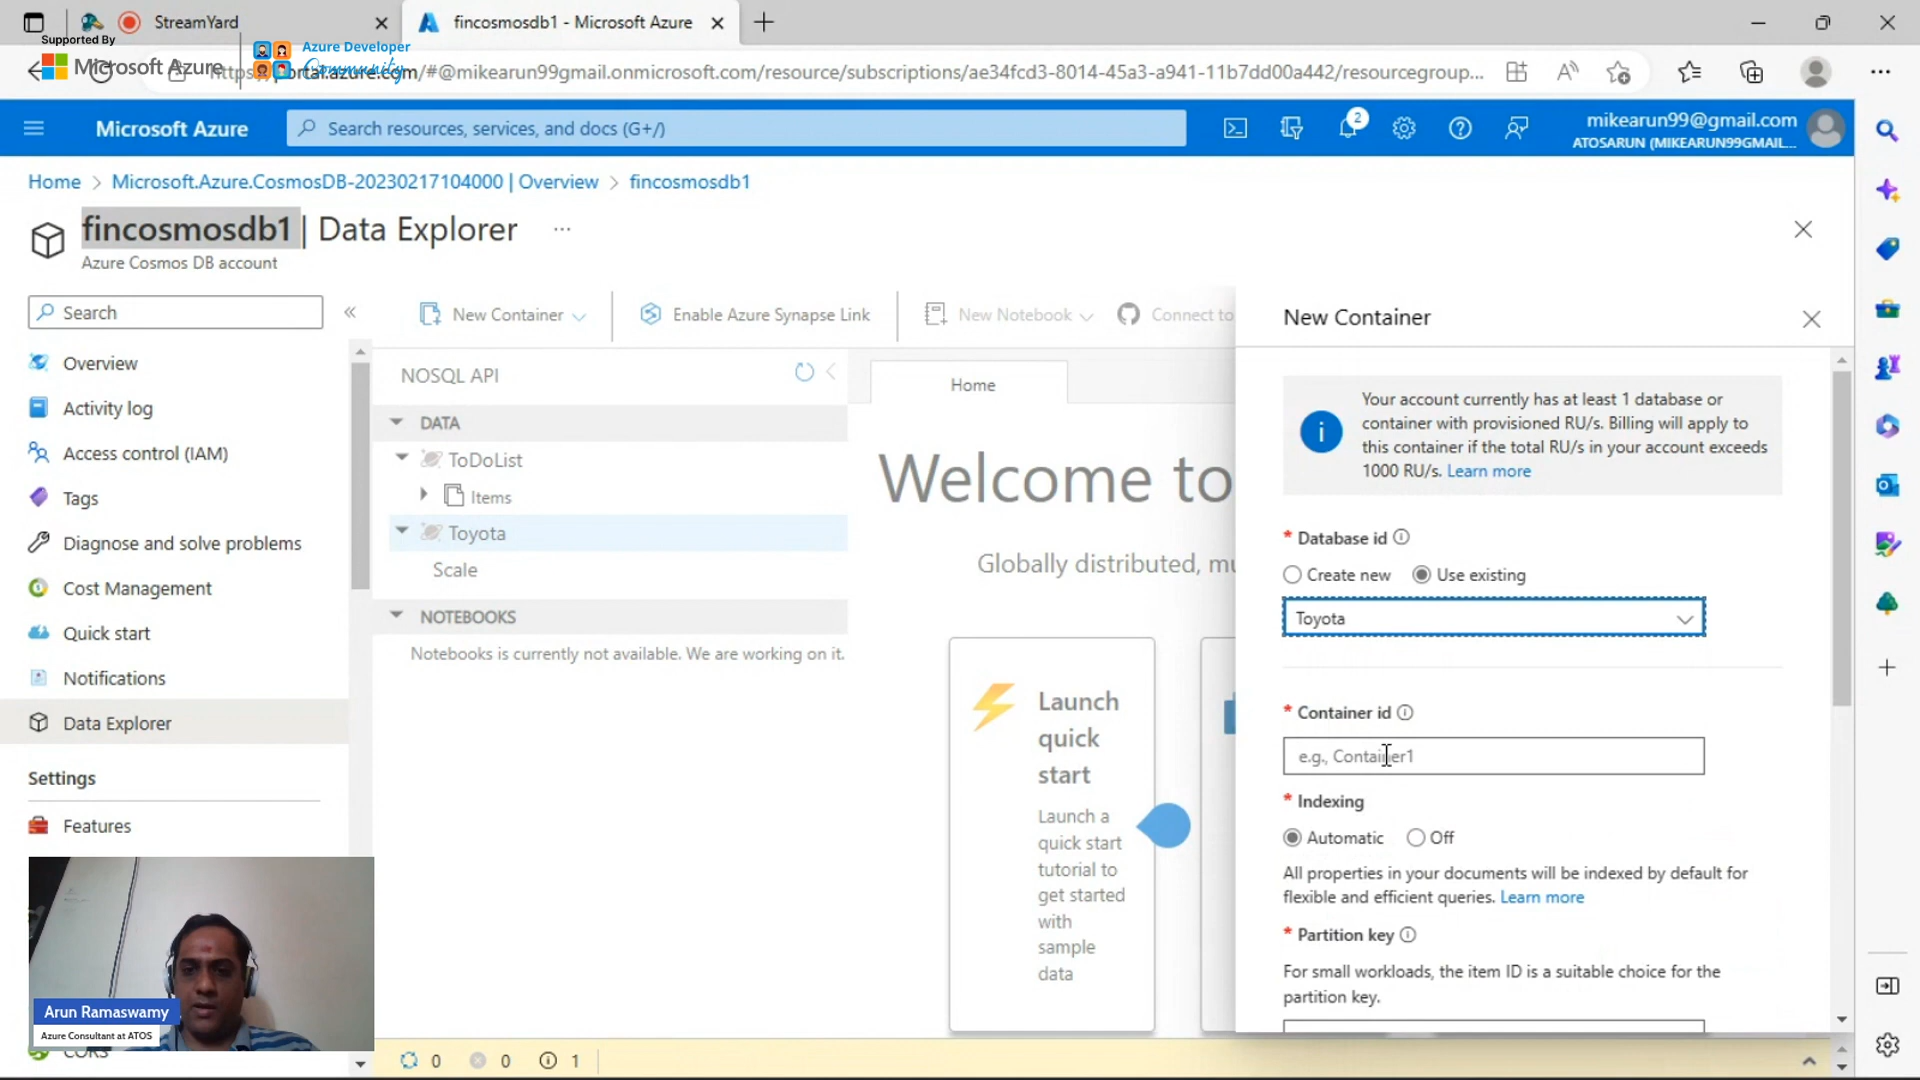 StreamYard
fincosmosdb1 - Microsoft Azure
Supported By
Microsoft Azure
Azure Developer
Community
portal.azure.com/#@mikearun99gmail.onmicrosoft.com/resource/subscriptions/ae34fcd3-8014-45a3-a941-11b7dd00a442/resourcegroup...
Microsoft Azure
Search resources, services, and docs (G+/)
2
mikearun99@gmail.com
ATOSARUN (MIKEARUN99GMAIL...
Home > Microsoft.Azure.CosmosDB-20230217104000 | Overview > fincosmosdb1
fincosmosdb1 | Data Explorer ...
Azure Cosmos DB account
Search
Overview
Activity log
Access control (IAM)
Tags
Diagnose and solve problems
Cost Management
Quick start
Notifications
Data Explorer
Settings
Features
CORS
New Container
Enable Azure Synapse Link
New Notebook
Connect to
NOSQL API
DATA
ToDoList
Items
Toyota
Scale
NOTEBOOKS
Notebooks is currently not available. We are working on it.
Home
Welcome to
Globally distributed, mu
Launch
quick
start
Launch a
quick start
tutorial to
get started
with
sample
data
New Container
Your account currently has at least 1 database or
container with provisioned RU/s. Billing will apply to
this container if the total RU/s in your account exceeds
1000 RU/s. Learn more
* Database id
Create new Use existing
Toyota
* Container id
e.g., Container1
* Indexing
Automatic Off
All properties in your documents will be indexed by default for
flexible and efficient queries. Learn more
* Partition key
For small workloads, the item ID is a suitable choice for the
partition key.
Arun Ramaswamy
Azure Consultant at ATOS
0 0 1